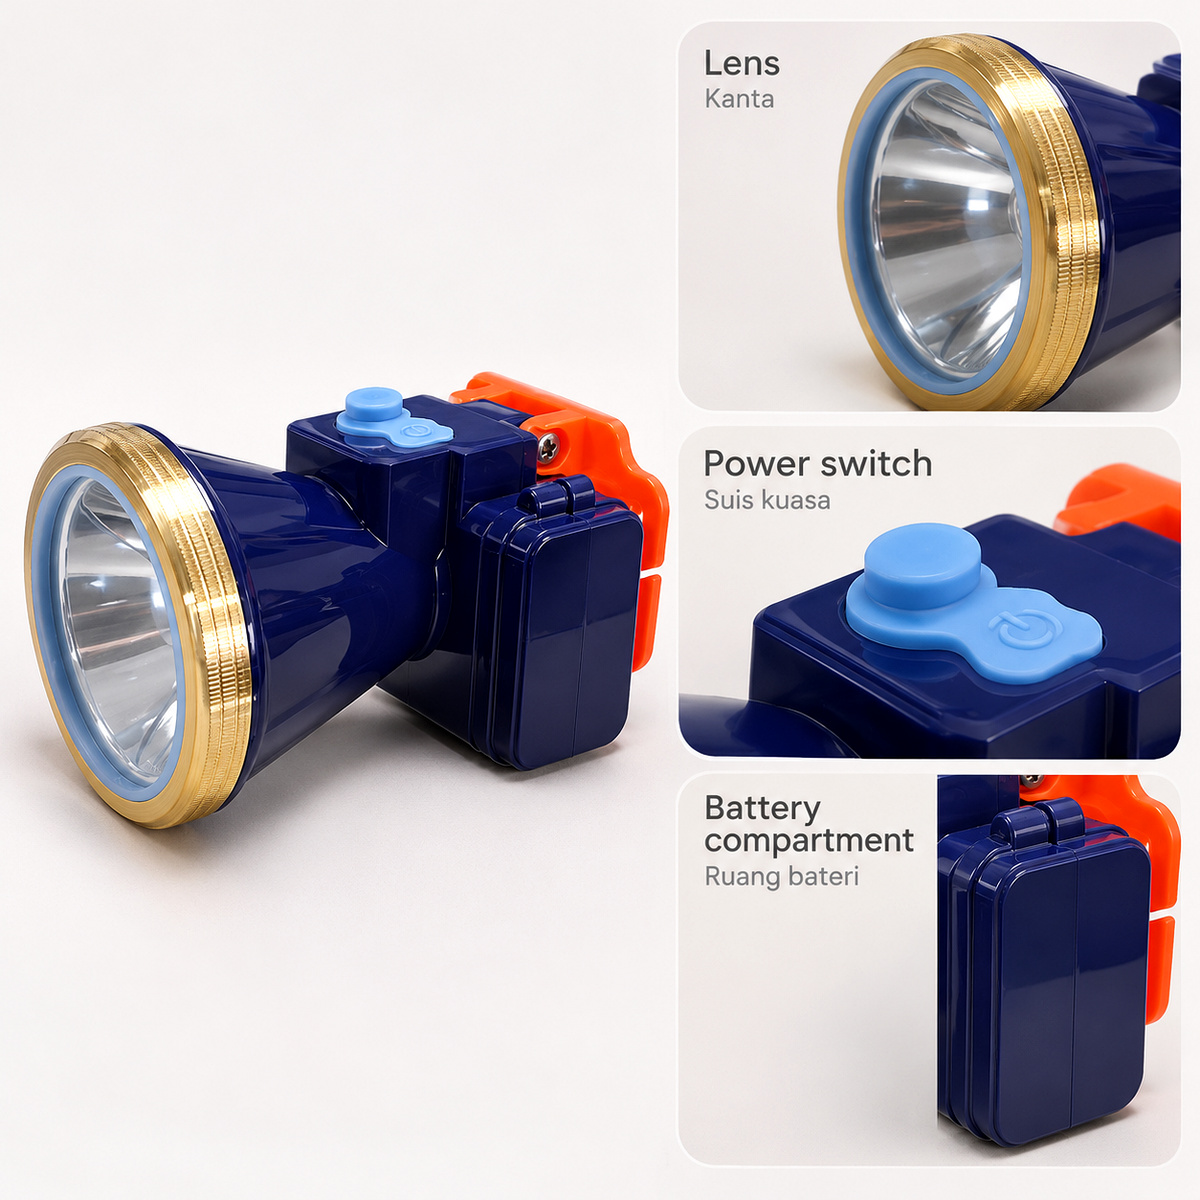 Lens
Kanta
Power switch
Suis kuasa
Battery
compartment
Ruang bateri